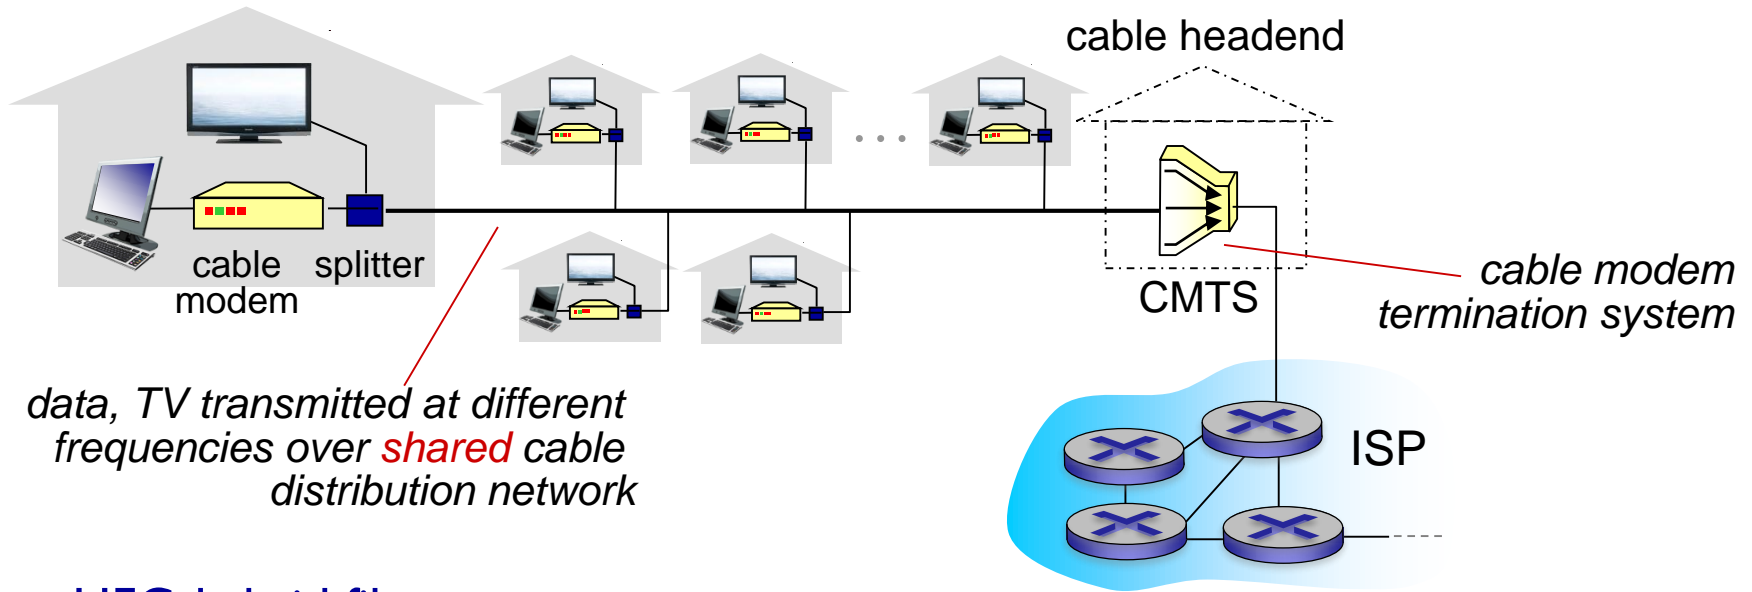 cable headend
cable
modem
splitter
CMTS
cable modem
termination system
data, TV transmitted at different
frequencies over shared cable
distribution network
ISP